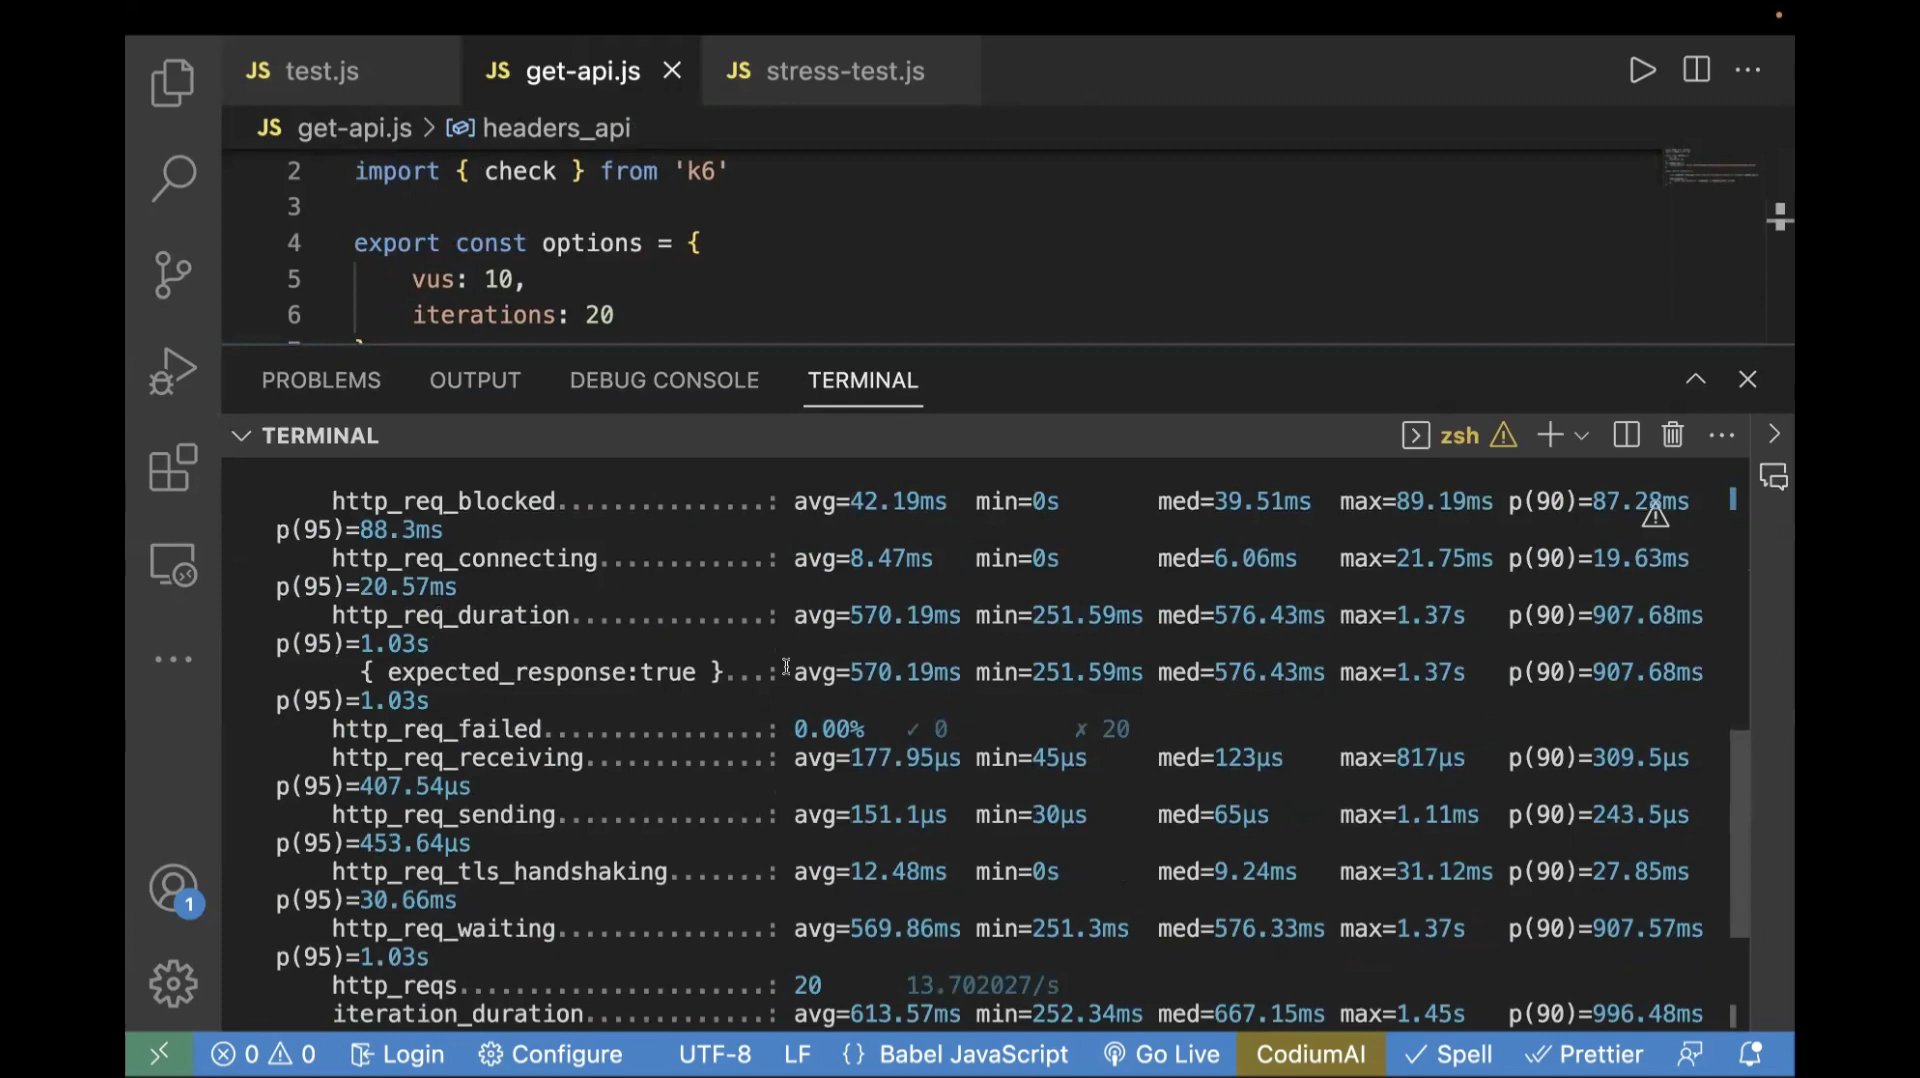 JS test.js JS get-api.js JS stress-test.js
JS get-api.js > headers_api
2 import { check } from 'k6'
3
4 export const options = {
5 vus: 10,
6 iterations: 20
PROBLEMS OUTPUT DEBUG CONSOLE TERMINAL
TERMINAL zsh
http_req_blocked...............: avg=42.19ms min=0s med=39.51ms max=89.19ms p(90)=87.28ms
p(95)=88.3ms
http_req_connecting............: avg=8.47ms min=0s med=6.06ms max=21.75ms p(90)=19.63ms
p(95)=20.57ms
http_req_duration..............: avg=570.19ms min=251.59ms med=576.43ms max=1.37s p(90)=907.68ms
p(95)=1.03s
{ expected_response:true }...: avg=570.19ms min=251.59ms med=576.43ms max=1.37s p(90)=907.68ms
p(95)=1.03s
http_req_failed................: 0.00% ✓ 0 ✗ 20
http_req_receiving.............: avg=177.95µs min=45µs med=123µs max=817µs p(90)=309.5µs
p(95)=407.54µs
http_req_sending...............: avg=151.1µs min=30µs med=65µs max=1.11ms p(90)=243.5µs
p(95)=453.64µs
http_req_tls_handshaking.......: avg=12.48ms min=0s med=9.24ms max=31.12ms p(90)=27.85ms
p(95)=30.66ms
http_req_waiting...............: avg=569.86ms min=251.3ms med=576.33ms max=1.37s p(90)=907.57ms
p(95)=1.03s
http_reqs......................: 20 13.702027/s
iteration_duration.............: avg=613.57ms min=252.34ms med=667.15ms max=1.45s p(90)=996.48ms
1
0 0 Login Configure UTF-8 LF {} Babel JavaScript Go Live CodiumAI Spell Prettier